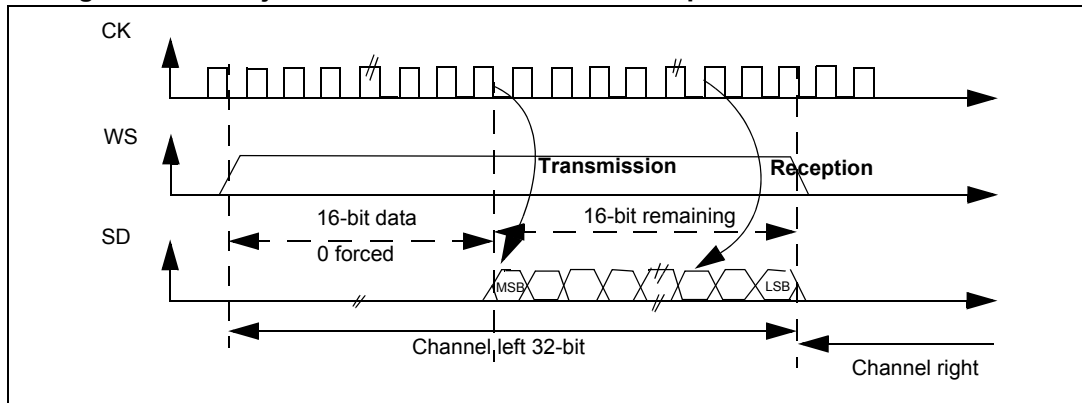 CK
WS
Transmission
Reception
16-bit data
16-bit remaining
SD
0 forced
MSB
LSB
Channel left 32-bit
Channel right